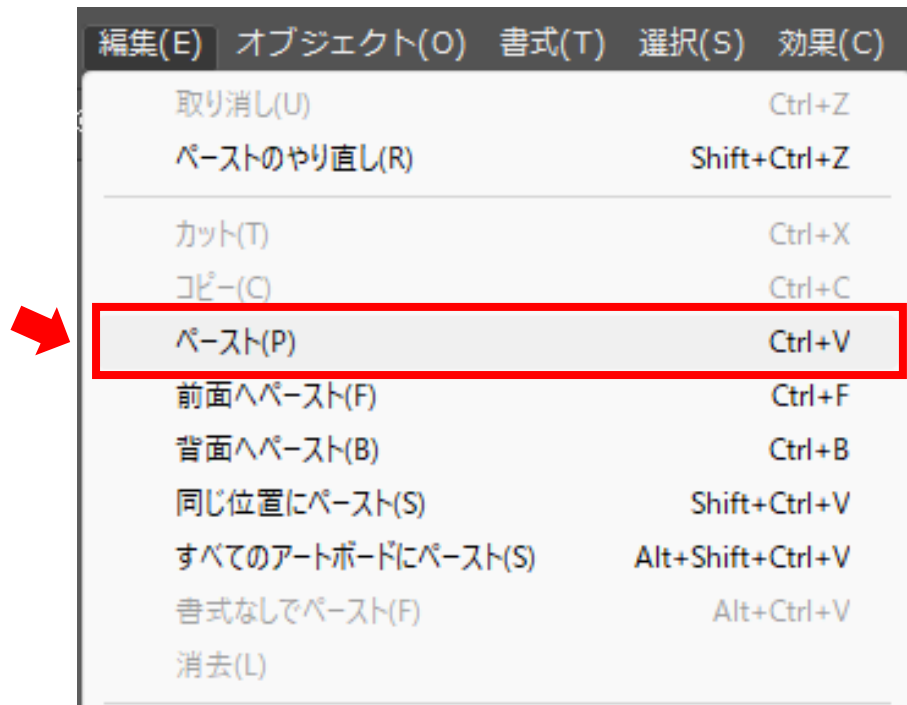 編集(E) オブジェクト(O) 書式(T) 選択(S) 効果(C)
取り消し(U) Ctrl+Z
ペーストのやり直し(R) Shift+Ctrl+Z
カット(T) Ctrl+X
コピー(C) Ctrl+C
ペースト(P) Ctrl+V
前面へペースト(F) Ctrl+F
背面へペースト(B) Ctrl+B
同じ位置にペースト(S) Shift+Ctrl+V
すべてのアートボードにペースト(S) Alt+Shift+Ctrl+V
書式なしでペースト(F) Alt+Ctrl+V
消去(L)